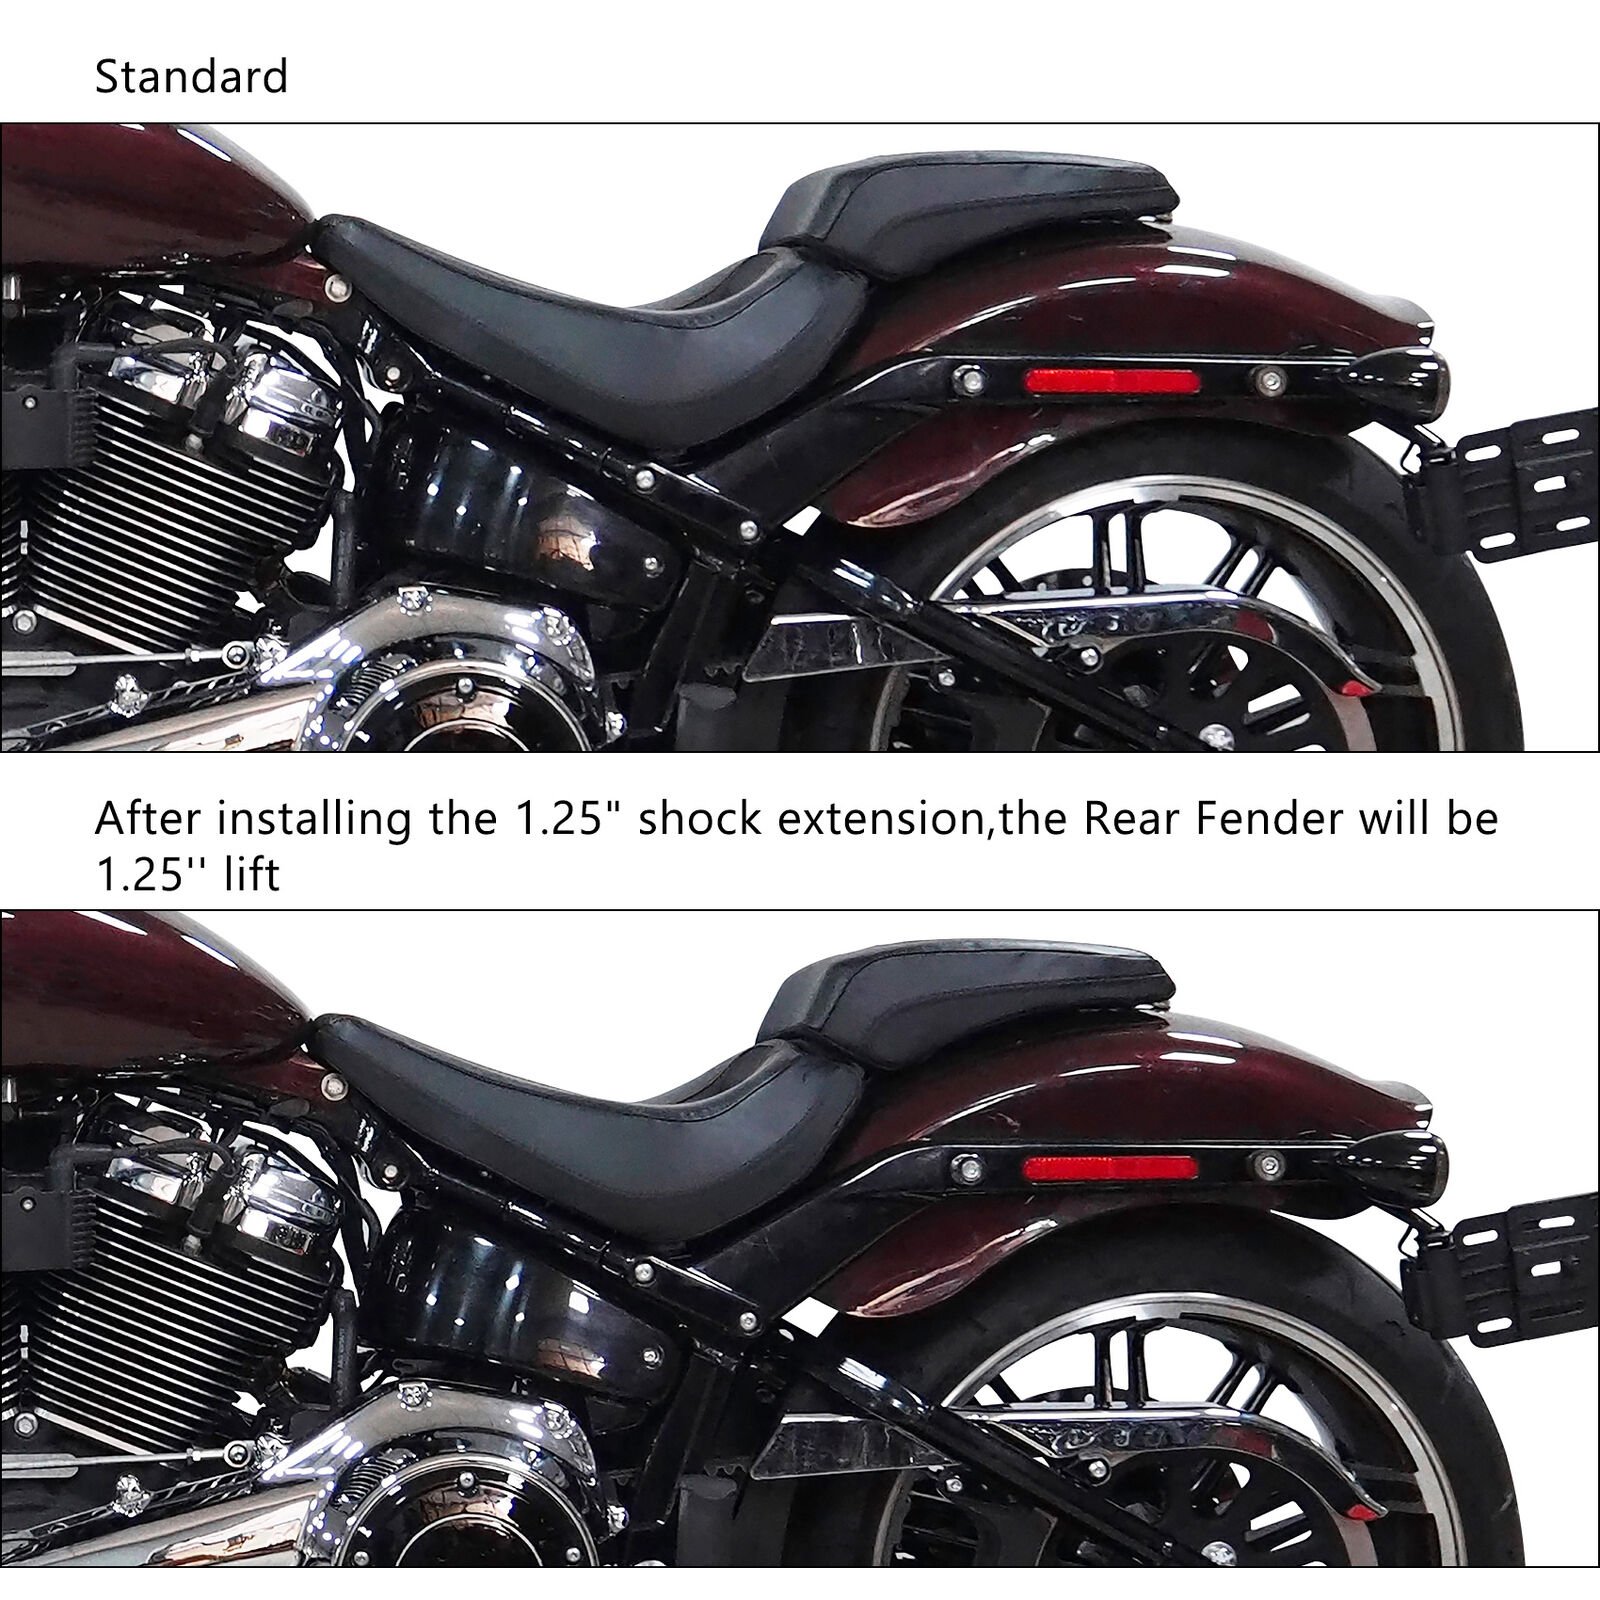 Standard
After installing the 1.25" shock extension,the Rear Fender will be
1.25'' lift